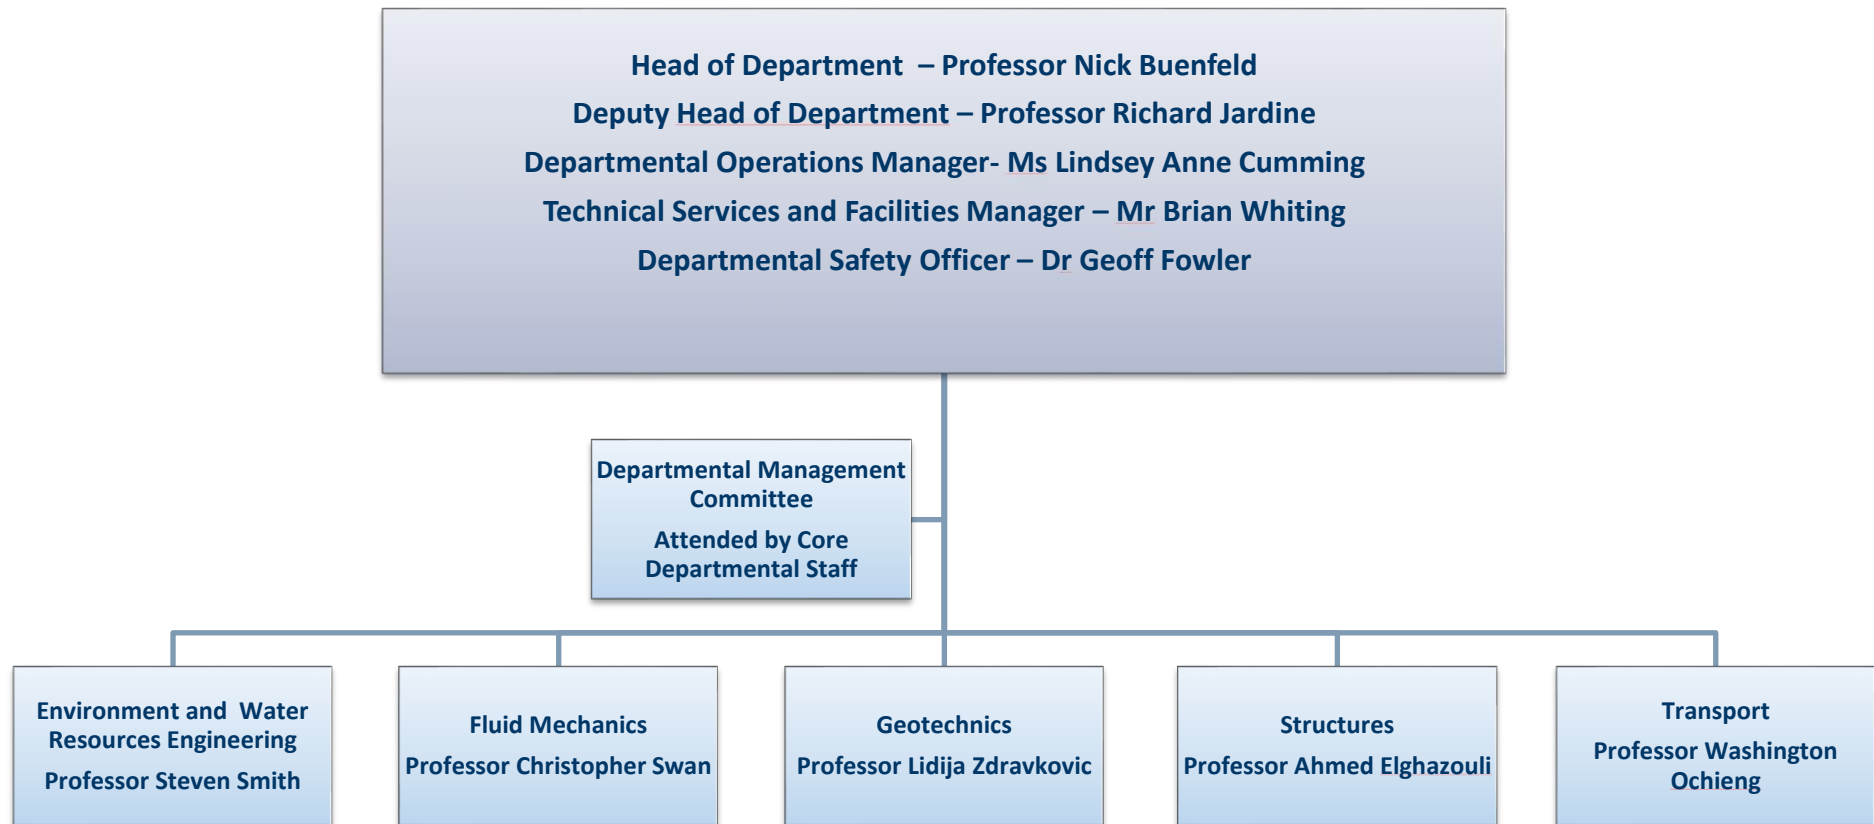 Head of Department – Professor Nick Buenfeld
Deputy Head of Department – Professor Richard Jardine
Departmental Operations Manager- Ms Lindsey Anne Cumming
Technical Services and Facilities Manager – Mr Brian Whiting
Departmental Safety Officer – Dr Geoff Fowler
Departmental Management
Committee
Attended by Core
Departmental Staff
Environment and Water
Resources Engineering
Professor Steven Smith
Fluid Mechanics
Professor Christopher Swan
Geotechnics
Professor Lidija Zdravkovic
Structures
Professor Ahmed Elghazouli
Transport
Professor Washington
Ochieng